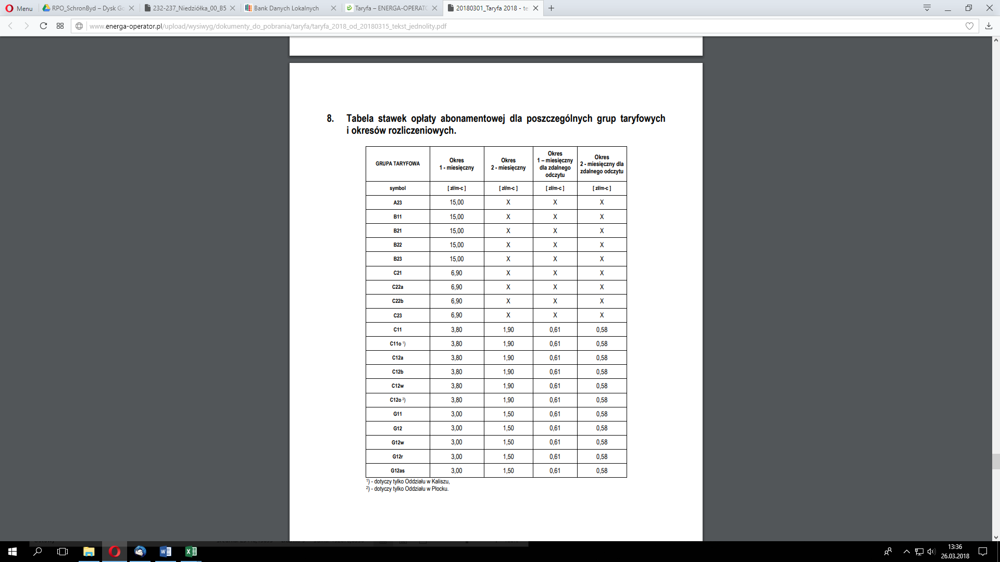 Menu
RPO_SchronByd – Dysk Go
232-237_Niedziółka_00_B5
Bank Danych Lokalnych
Taryfa – ENERGA-OPERATO
20180301_Taryfa 2018 - te
www.energa-operator.pl/upload/wysiwyg/dokumenty_do_pobrania/taryfa/taryfa_2018_od_20180315_tekst_jednolity.pdf
8. Tabela stawek opłaty abonamentowej dla poszczególnych grup taryfowych
i okresów rozliczeniowych.
GRUPA TARYFOWA Okres 1 - miesięczny Okres 2 - miesięczny Okres 1 – miesięczny dla zdalnego odczytu Okres 2 - miesięczny dla zdalnego odczytu
symbol [ zł/m-c ] [ zł/m-c ] [ zł/m-c ] [ zł/m-c ]
A23 15,00 X X X
B11 15,00 X X X
B21 15,00 X X X
B22 15,00 X X X
B23 15,00 X X X
C21 6,90 X X X
C22a 6,90 X X X
C22b 6,90 X X X
C23 6,90 X X X
C11 3,80 1,90 0,61 0,58
C11o ¹) 3,80 1,90 0,61 0,58
C12a 3,80 1,90 0,61 0,58
C12b 3,80 1,90 0,61 0,58
C12w 3,80 1,90 0,61 0,58
C12o ²) 3,80 1,90 0,61 0,58
G11 3,00 1,50 0,61 0,58
G12 3,00 1,50 0,61 0,58
G12w 3,00 1,50 0,61 0,58
G12r 3,00 1,50 0,61 0,58
G12as 3,00 1,50 0,61 0,58
¹) - dotyczy tylko Oddziału w Kaliszu,
²) - dotyczy tylko Oddziału w Płocku.
13:36
26.03.2018